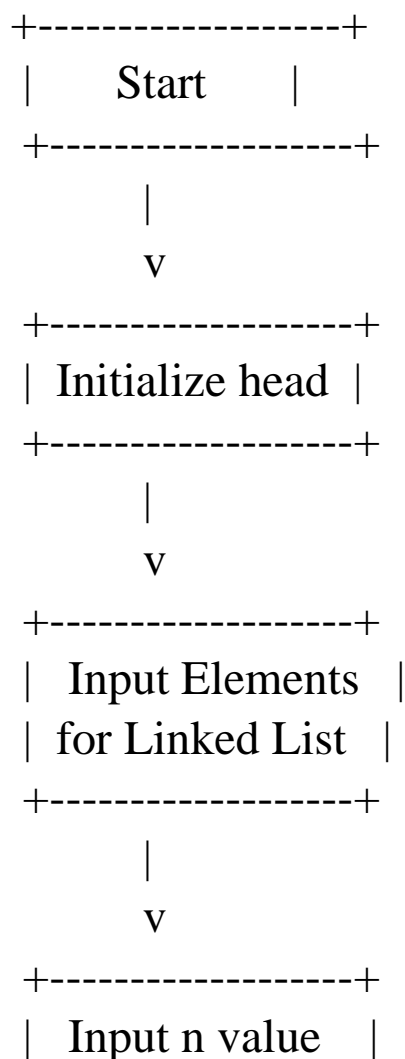 +-------------------+
| Start |
+-------------------+
|
v
+-------------------+
| Initialize head |
+-------------------+
|
v
+-------------------+
| Input Elements |
| for Linked List |
+-------------------+
|
v
+-------------------+
| Input n value |